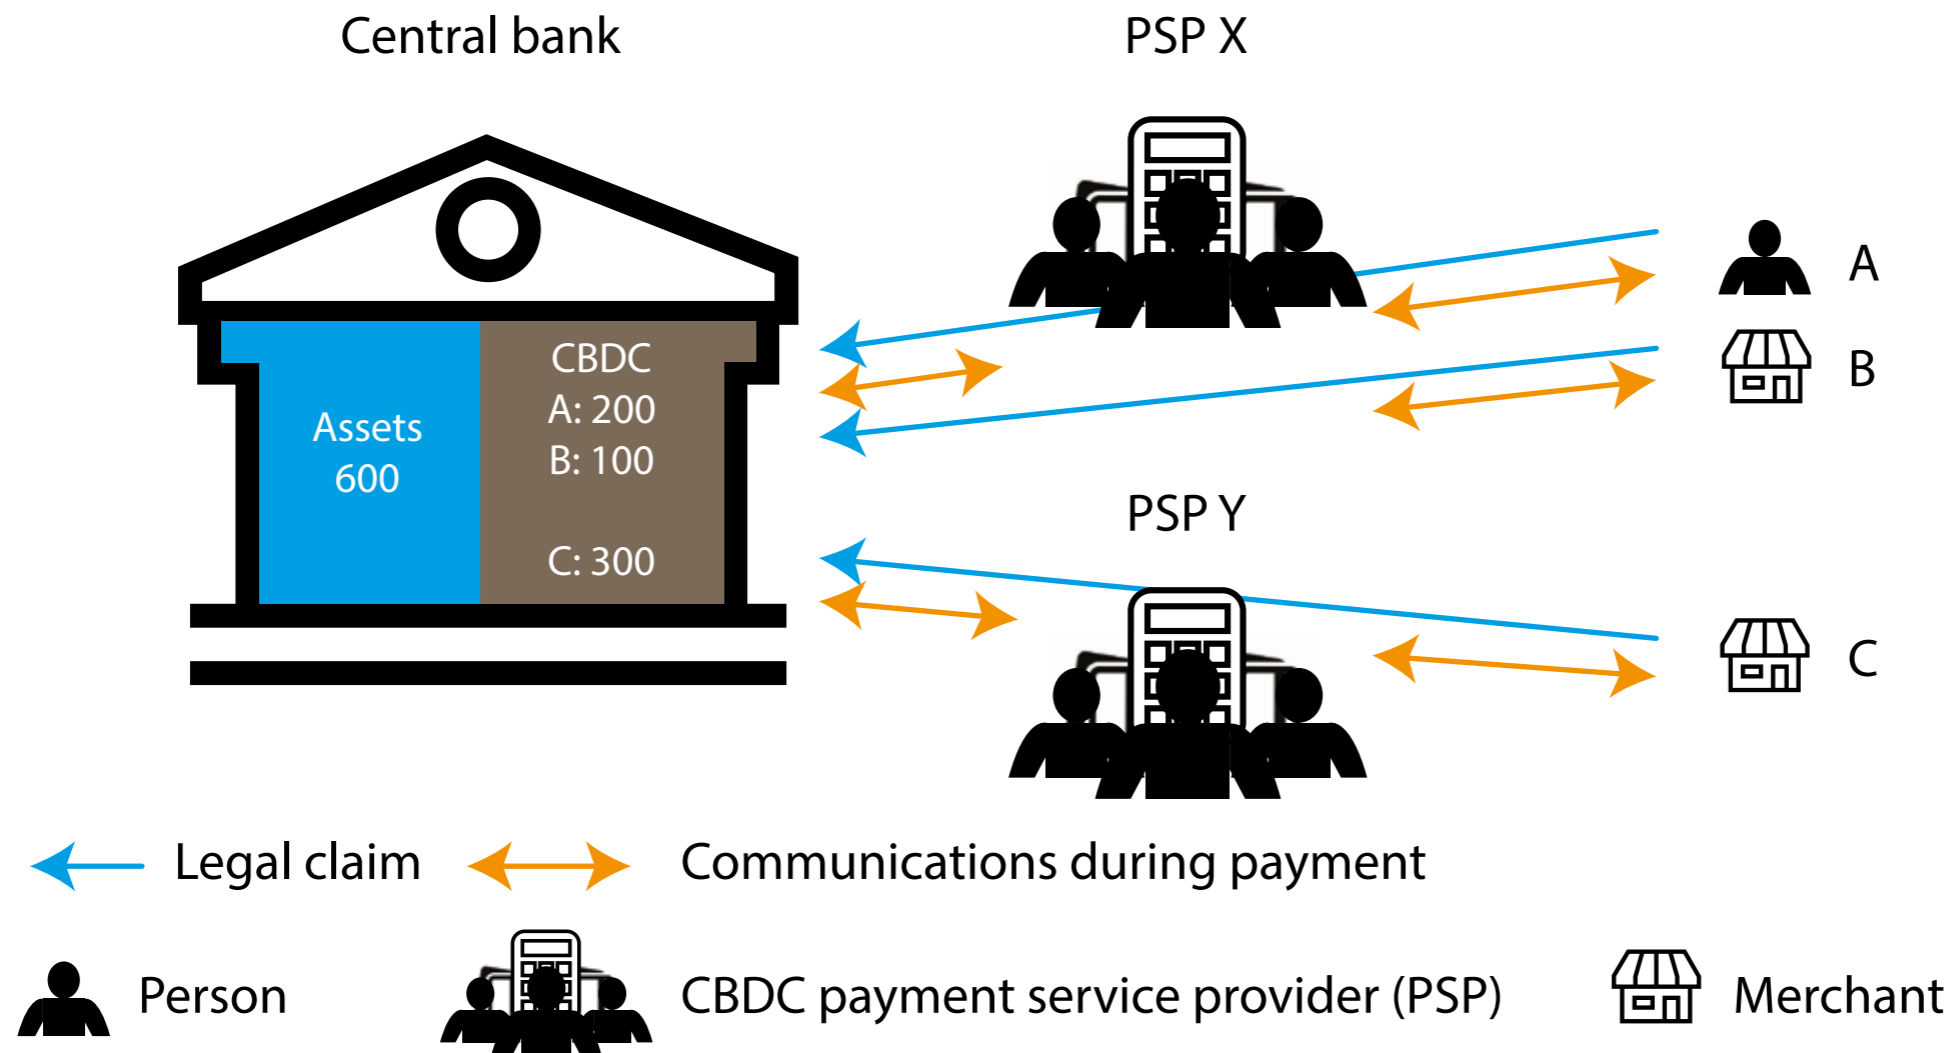 Central bank
PSP X
A
B
CBDC
A: 200
B: 100
C: 300
Assets
600
PSP Y
C
Legal claim
Communications during payment
Person
CBDC payment service provider (PSP)
Merchant